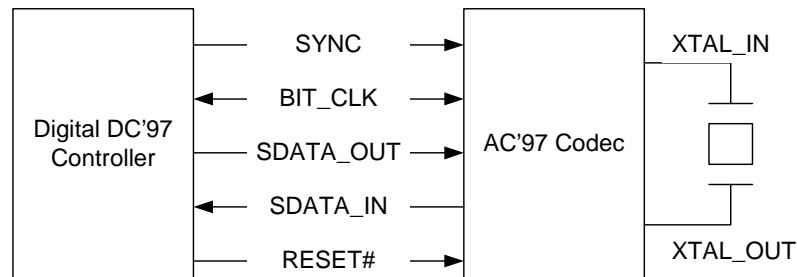 SYNC
XTAL_IN
BIT_CLK
Digital DC'97
Controller
SDATA_OUT
AC'97 Codec
SDATA_IN
XTAL_OUT
RESET#